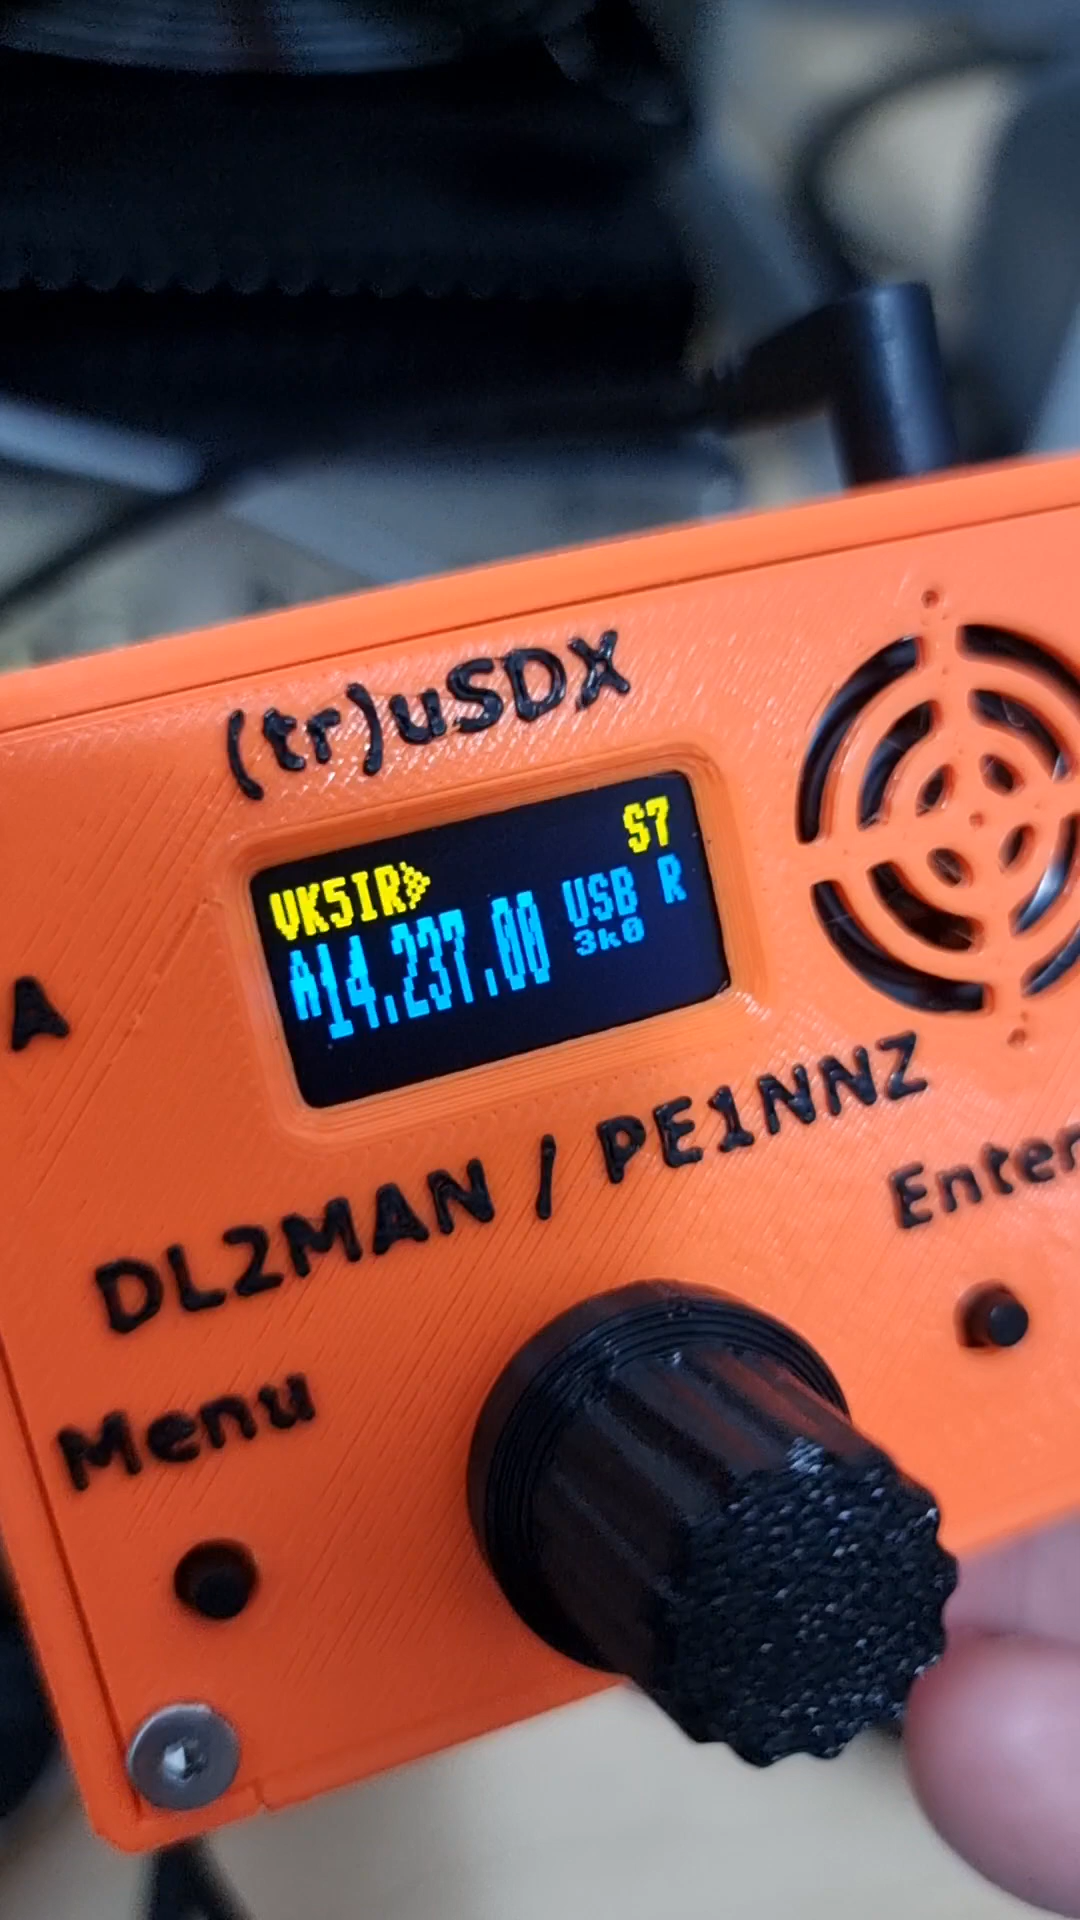 (tr)uSDX
VK5IR S7
A14.237.00 USB R
3k0
A
DL2MAN / PE1NNZ
Enter
Menu